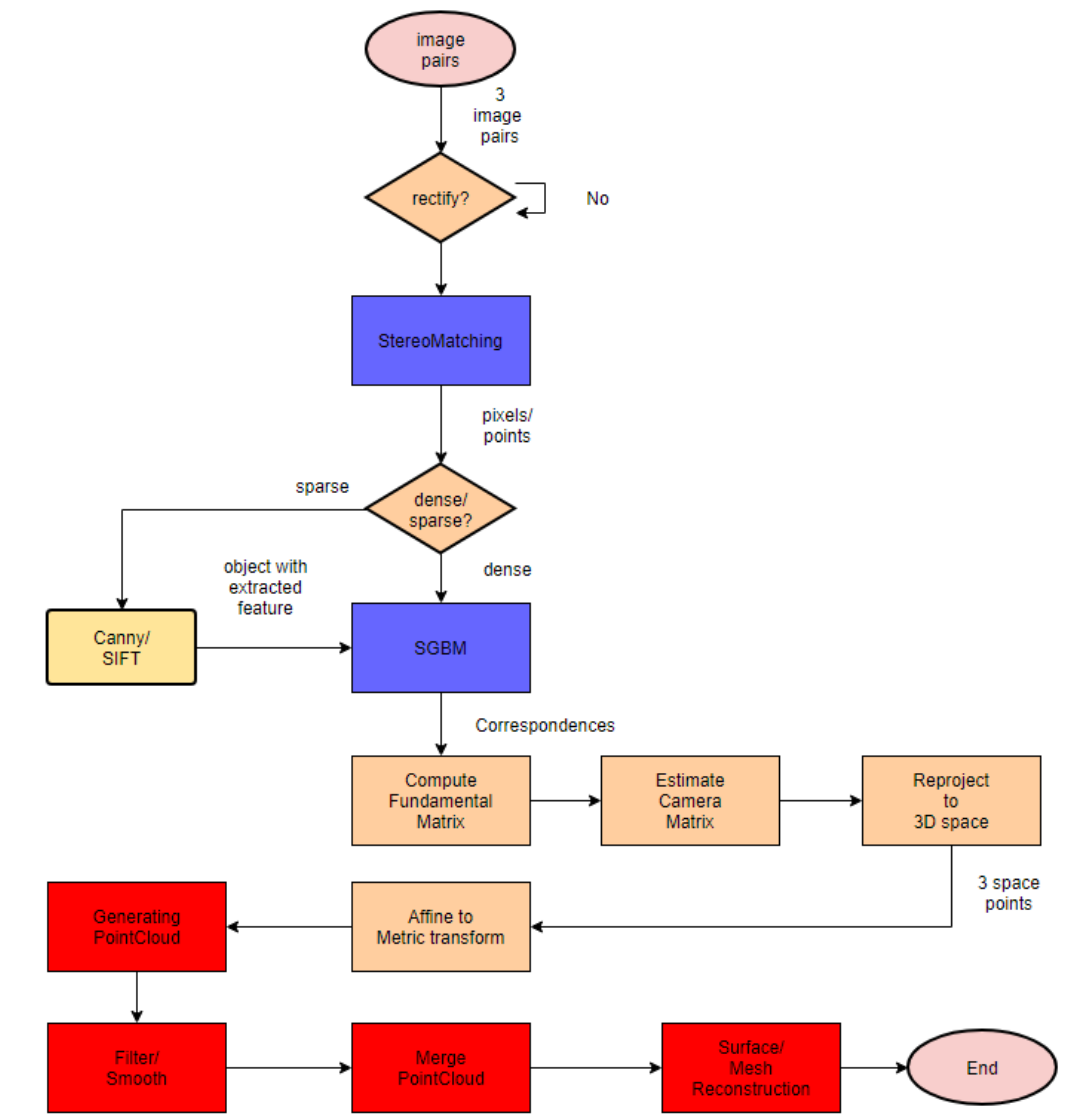 image
pairs
3
image
pairs
rectify?
No
StereoMatching
pixels/
points
sparse
dense/
sparse?
object with
extracted
feature
dense
Canny/
SIFT
SGBM
Correspondences
Compute
Fundamental
Matrix
Estimate
Camera
Matrix
Reproject
to
3D space
3 space
points
Generating
PointCloud
Affine to
Metric transform
Filter/
Smooth
Merge
PointCloud
Surface/
Mesh
Reconstruction
End